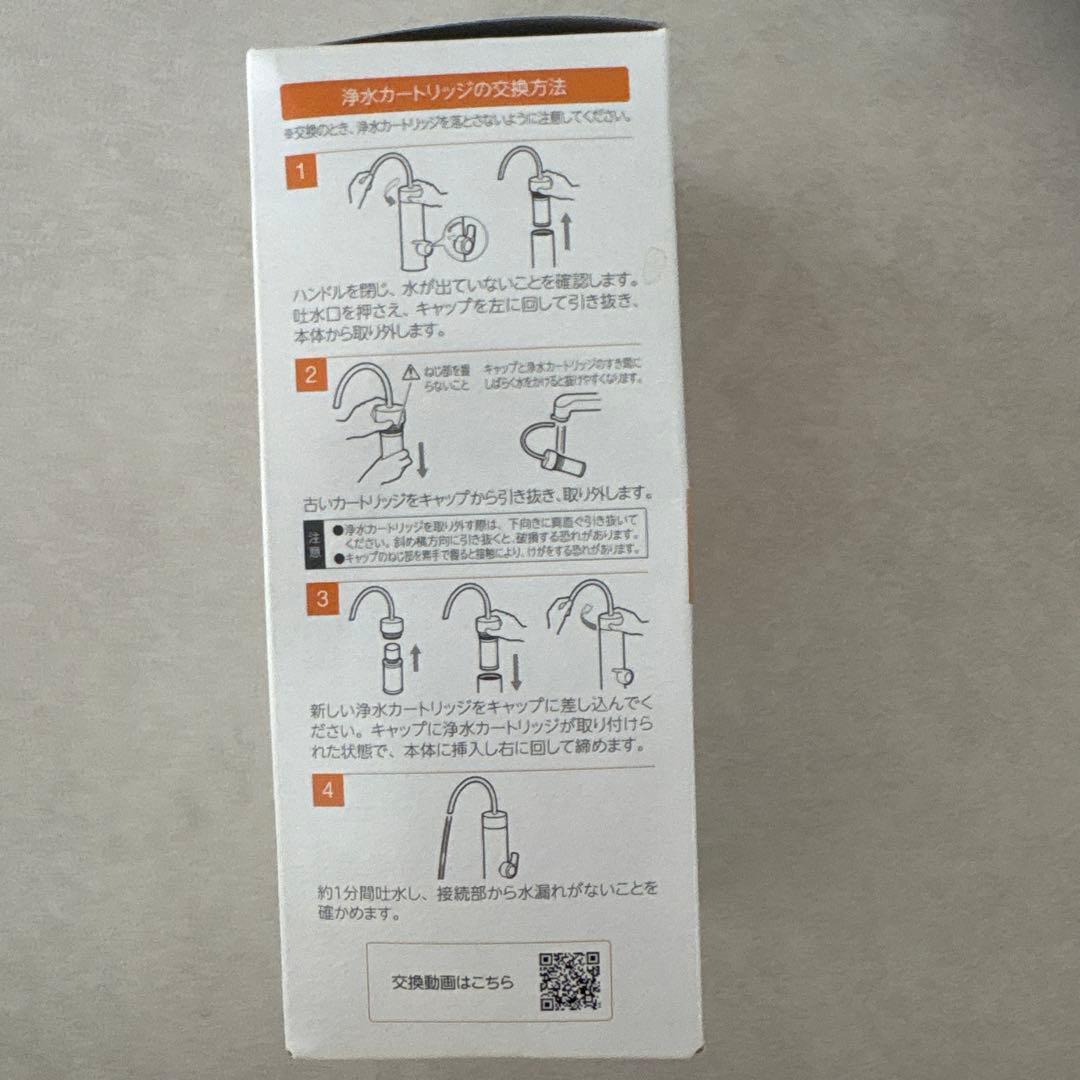 浄水カートリッジの交換方法
※交換のとき、浄水カートリッジを落とさないように注意してください。
1
ハンドルを閉じ、水が出ていないことを確認します。
吐水口を押さえ、キャップを左に回して引き抜き、
本体から取り外します。
2
ねじ部を握
らないこと
キャップと浄水カートリッジのすき間に
しばらく水をかけると抜けやすくなります。
古いカートリッジをキャップから引き抜き、取り外します。
注意
●浄水カートリッジを取り外す際は、下向きに真直ぐ引き抜いて
ください。斜め横方向に引き抜くと、破損する恐れがあります。
●キャップのねじ部を素手で握ると接触により、けがをする恐れがあります。
3
新しい浄水カートリッジをキャップに差し込んでく
ださい。キャップに浄水カートリッジが取り付けら
れた状態で、本体に挿入し右に回して締めます。
4
約1分間吐水し、接続部から水漏れがないことを
確かめます。
交換動画はこちら